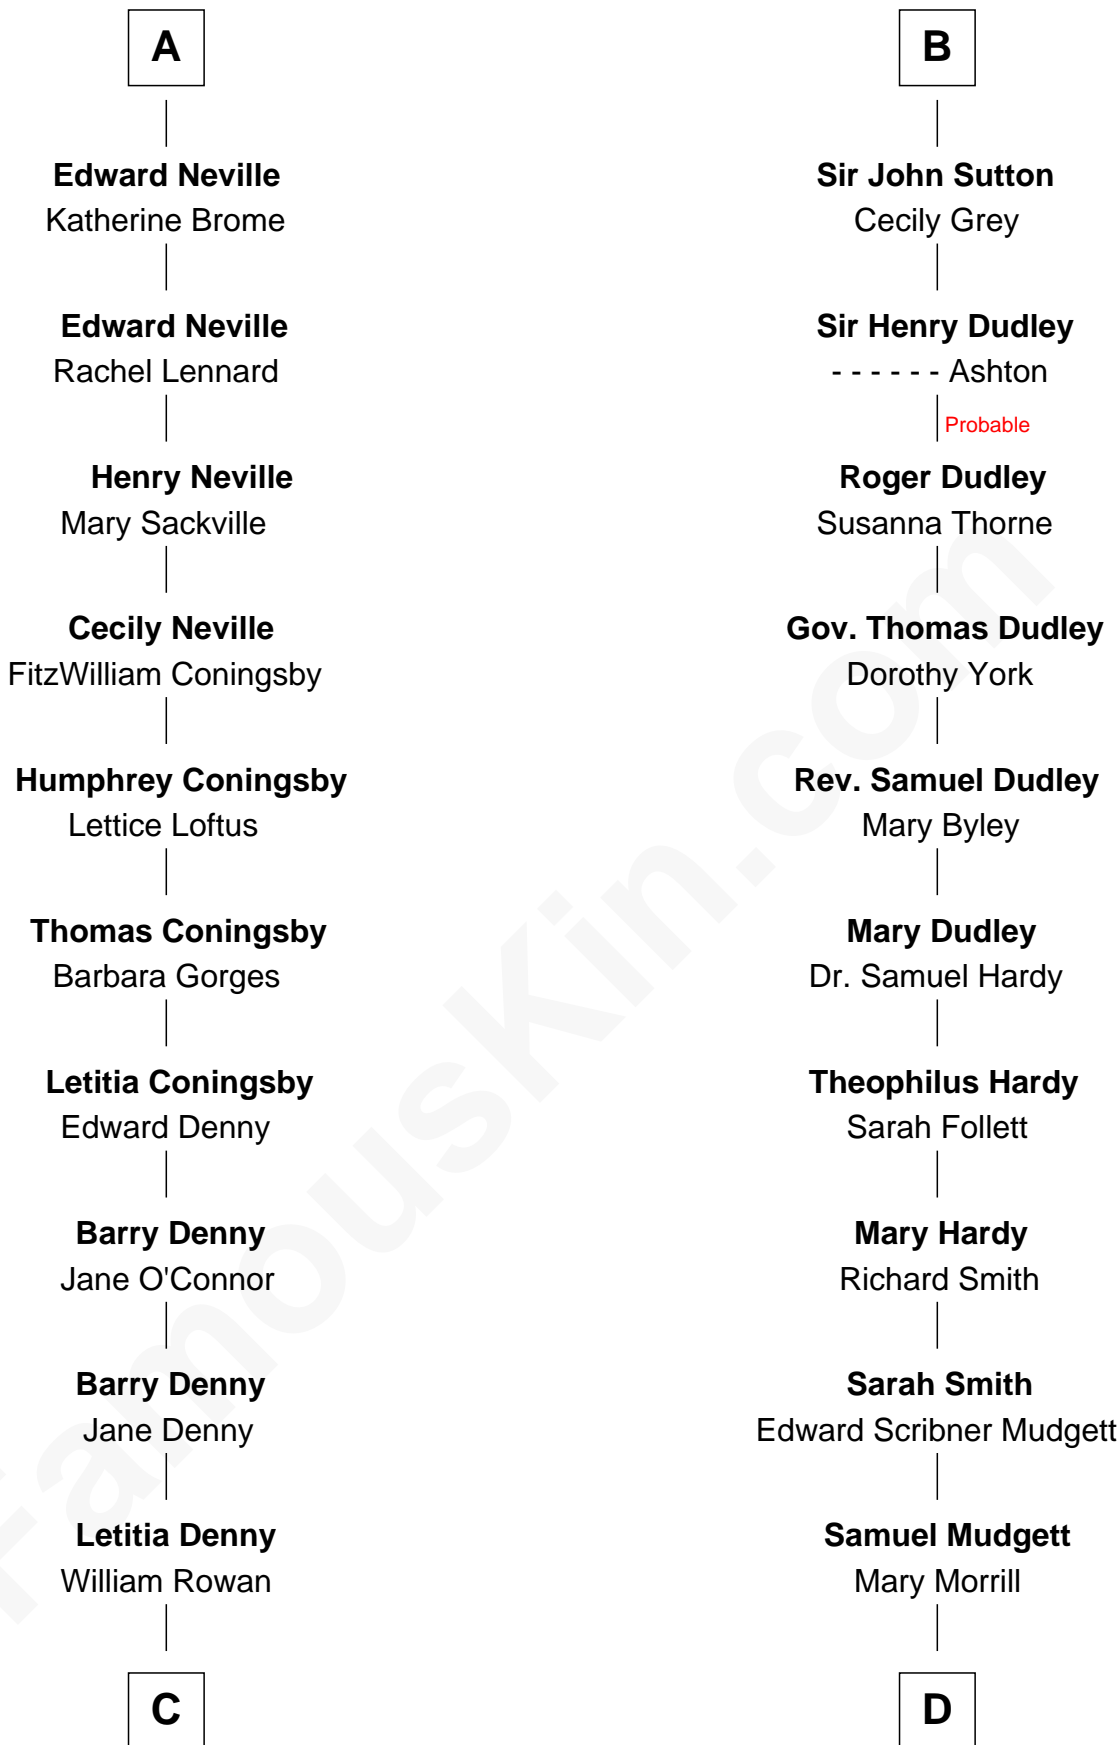 A
Edward Neville
Katherine Brome
Edward Neville
Rachel Lennard
Henry Neville
Mary Sackville
Cecily Neville
FitzWilliam Coningsby
Humphrey Coningsby
Lettice Loftus
Thomas Coningsby
Barbara Gorges
Letitia Coningsby
Edward Denny
Barry Denny
Jane O'Connor
Barry Denny
Jane Denny
Letitia Denny
William Rowan
C
B
Sir John Sutton
Cecily Grey
Sir Henry Dudley
- - - - - - Ashton
Probable
Roger Dudley
Susanna Thorne
Gov. Thomas Dudley
Dorothy York
Rev. Samuel Dudley
Mary Byley
Mary Dudley
Dr. Samuel Hardy
Theophilus Hardy
Sarah Follett
Mary Hardy
Richard Smith
Sarah Smith
Edward Scribner Mudgett
Samuel Mudgett
Mary Morrill
D
FamousKin.com